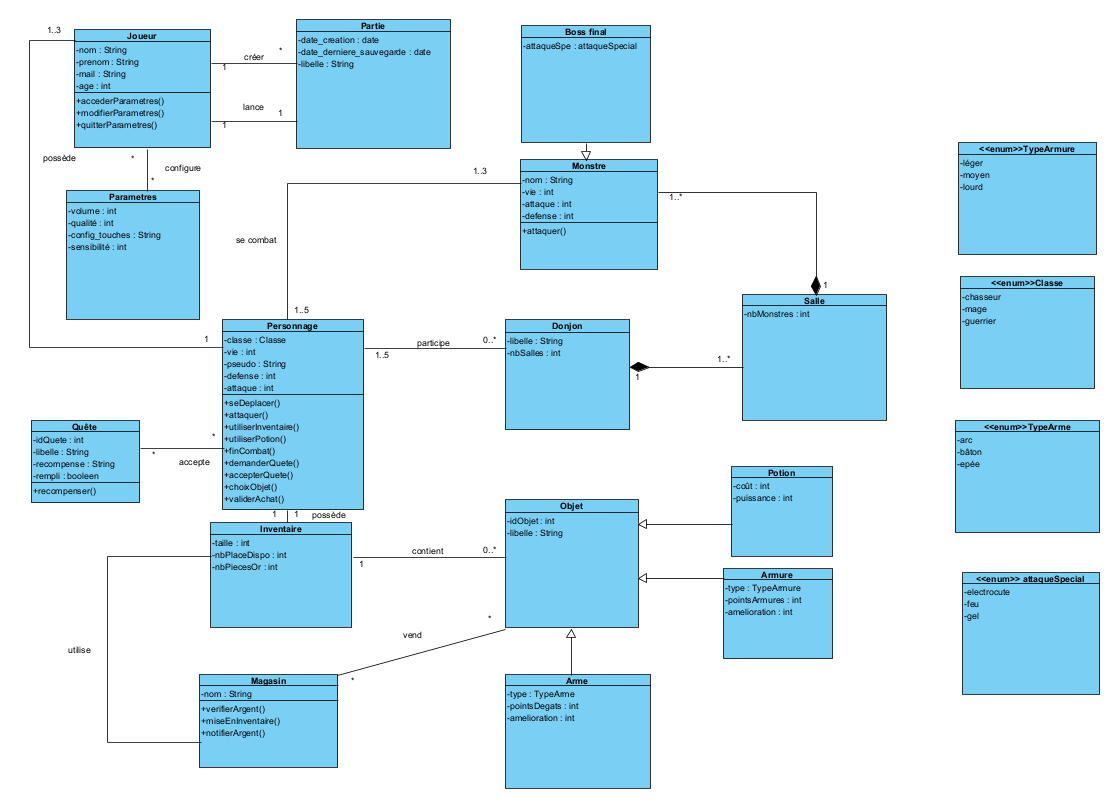 Joueur
-nom : String
-prenom : String
-mail : String
-age : int
+accederParametres()
+modifierParametres()
+quitterParametres()
1..3
créer
1
*
lance
1
1
Partie
-date_creation : date
-date_derniere_sauvegarde : date
-libelle : String
Boss final
-attaqueSpe : attaqueSpecial
possède
*
configure
*
Parametres
-volume : int
-qualité : int
-config_touches : String
-sensibilité : int
1..3
Monstre
-nom : String
-vie : int
-attaque : int
-defense : int
+attaquer()
1..*
<<enum>>TypeArmure
-léger
-moyen
-lourd
se combat
1..5
1
<<enum>>Classe
-chasseur
-mage
-guerrier
1
Salle
-nbMonstres : int
Personnage
-classe : Classe
-vie : int
-pseudo : String
-defense : int
-attaque : int
+seDeplacer()
+attaquer()
+utiliserInventaire()
+utiliserPotion()
+finCombat()
+demanderQuete()
+accepterQuete()
+choixObjet()
+validerAchat()
participe
1..5
0..*
Donjon
-libelle : String
-nbSalles : int
1
1..*
Quête
-idQuete : int
-libelle : String
-recompense : String
-rempli : booleen
+recompenser()
*
accepte
*
<<enum>>TypeArme
-arc
-bâton
-epée
1
1
possède
Inventaire
-taille : int
-nbPlaceDispo : int
-nbPiecesOr : int
contient
1
0..*
Objet
-idObjet : int
-libelle : String
Potion
-coût : int
-puissance : int
Armure
-type : TypeArmure
-pointsArmures : int
-amelioration : int
<<enum>> attaqueSpecial
-electrocute
-feu
-gel
utilise
vend
*
*
Magasin
-nom : String
+verifierArgent()
+miseEnInventaire()
+notifierArgent()
Arme
-type : TypeArme
-pointsDegats : int
-amelioration : int